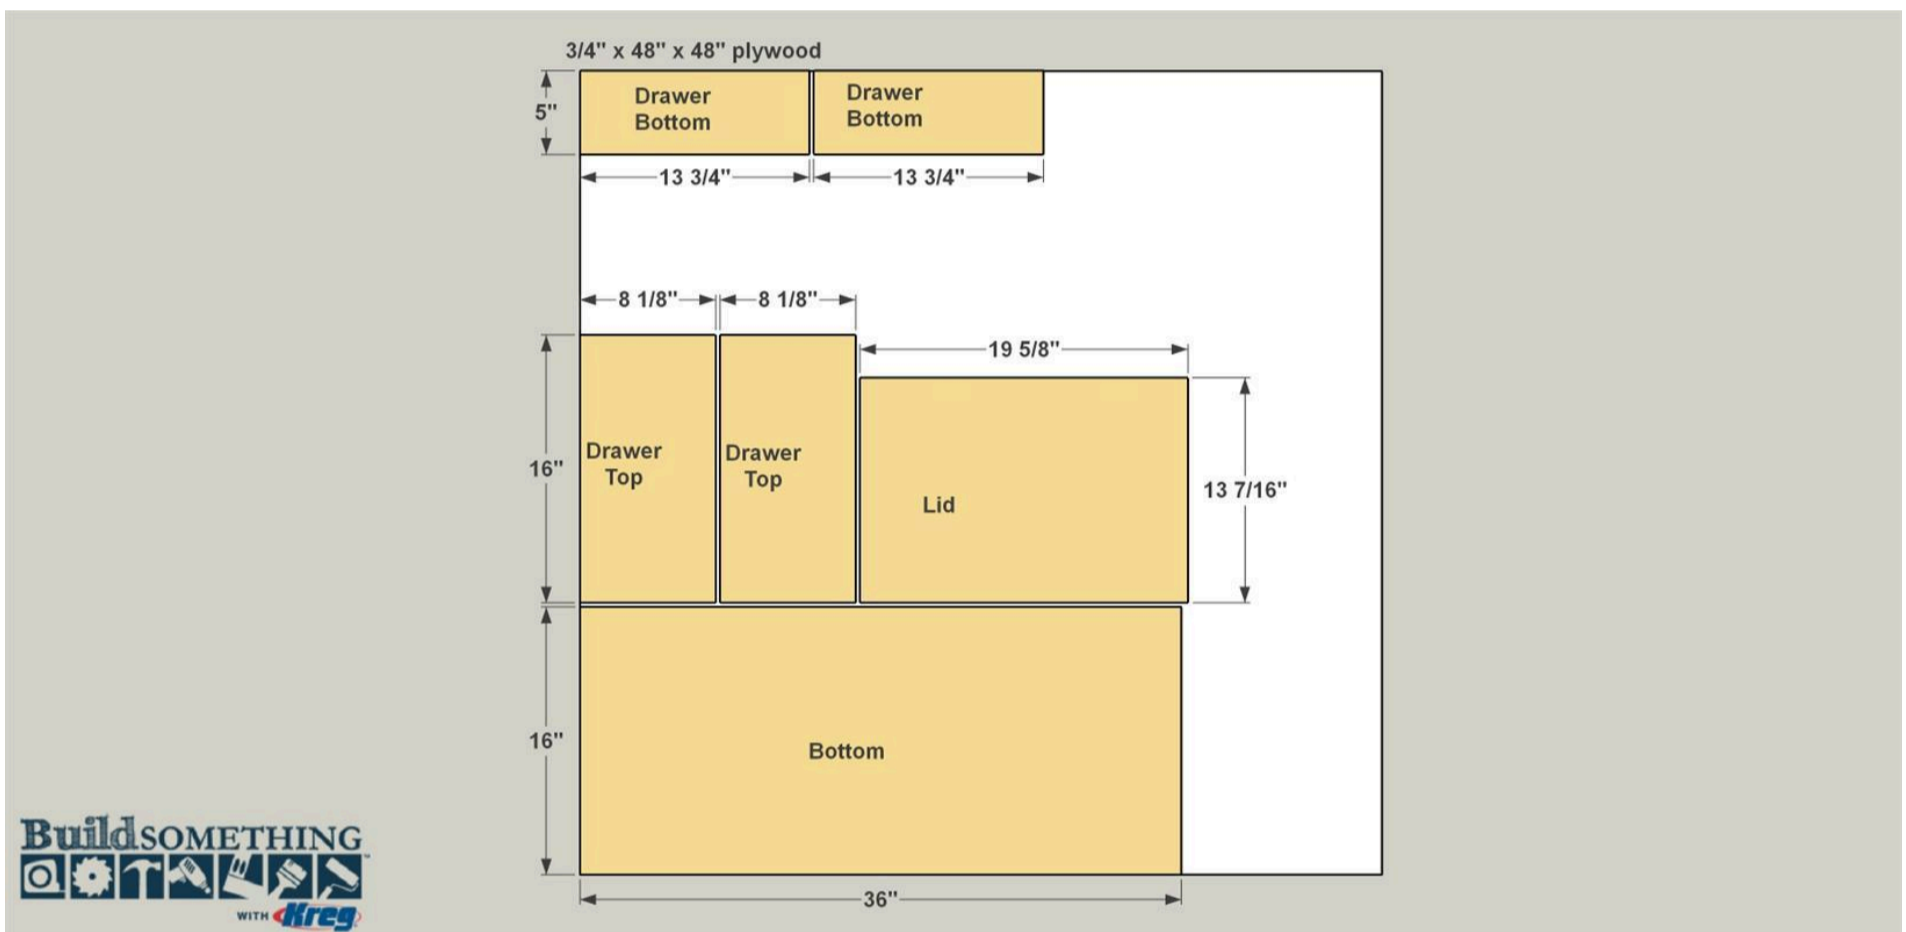 3/4" x 48" x 48" plywood
Drawer
Bottom
Drawer
Bottom
5"
13 3/4"
13 3/4"
8 1/8"
8 1/8"
19 5/8"
16"
Drawer
Top
Drawer
Top
Lid
13 7/16"
16"
Bottom
36"
BuildSOMETHING™
WITH Kreg